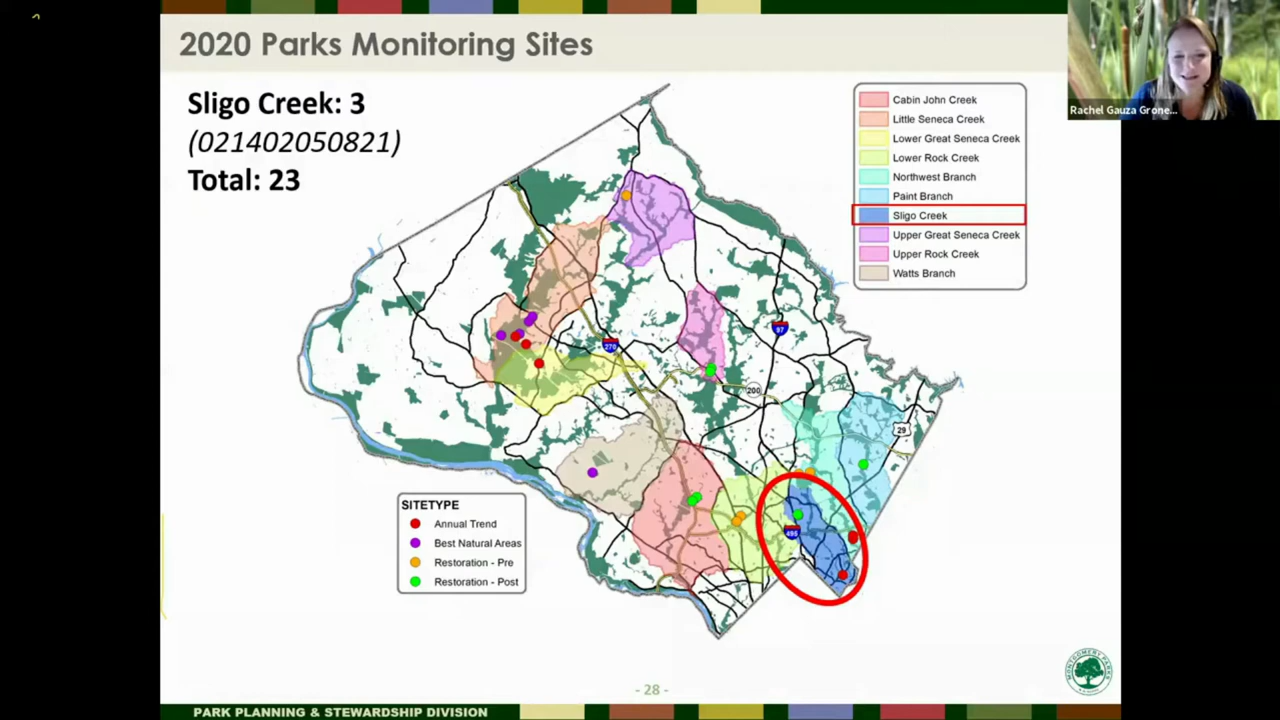 2020 Parks Monitoring Sites
Sligo Creek: 3
(021402050821)
Total: 23
Rachel Gauza Grone...
Cabin John Creek
Little Seneca Creek
Lower Great Seneca Creek
Lower Rock Creek
Northwest Branch
Paint Branch
Sligo Creek
Upper Great Seneca Creek
Upper Rock Creek
Watts Branch
97
270
200
29
495
SITETYPE
Annual Trend
Best Natural Areas
Restoration - Pre
Restoration - Post
MONTGOMERY PARKS
- 28 -
PARK PLANNING & STEWARDSHIP DIVISION